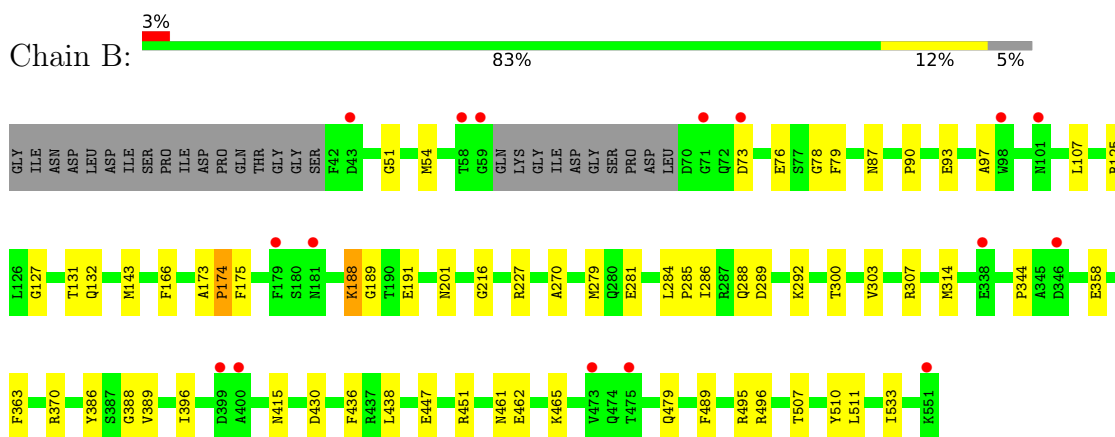 3%
Chain B:
83% 12% 5%
GLY ILE ASN ASP LEU ASP ILE SER PRO ILE ASP PRO GLN THR GLY GLY SER F42 D43 G51 M54 T58 G59 GLN LYS GLY ILE ASP GLY SER PRO ASP LEU D70 G71 Q72 D73 E76 S77 G78 F79 N87 P90 E93 A97 W98 N101 L107 R125
L126 G127 T131 Q132 M143 F166 A173 P174 F175 F179 S180 N181 K188 G189 T190 E191 N201 G216 R227 A270 M279 Q280 E281 L284 P285 I286 R287 Q288 D289 K292 T300 V303 R307 M314 E338 P344 A345 D346 E358
F363 R370 Y386 S387 G388 V389 I396 D399 A400 N415 D430 F436 R437 L438 E447 R451 N461 E462 K465 V473 Q474 T475 Q479 F489 R495 R496 T507 Y510 L511 I533 K551